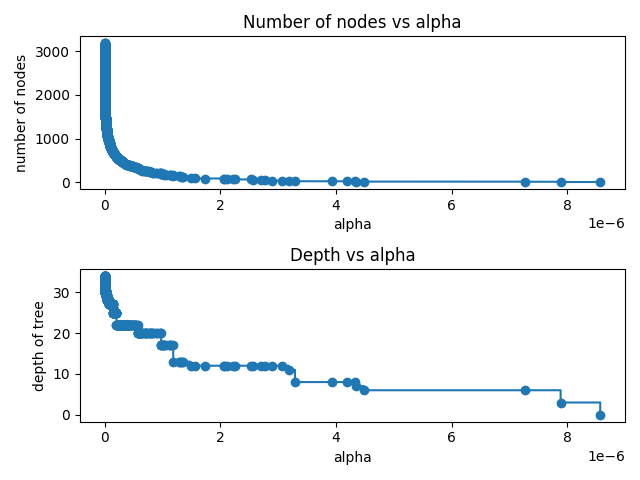 Number of nodes vs alpha
number of nodes
3000
2000
1000
0
0 2 4 6 8
1e−6
alpha
Depth vs alpha
depth of tree
30
20
10
0
0 2 4 6 8
1e−6
alpha